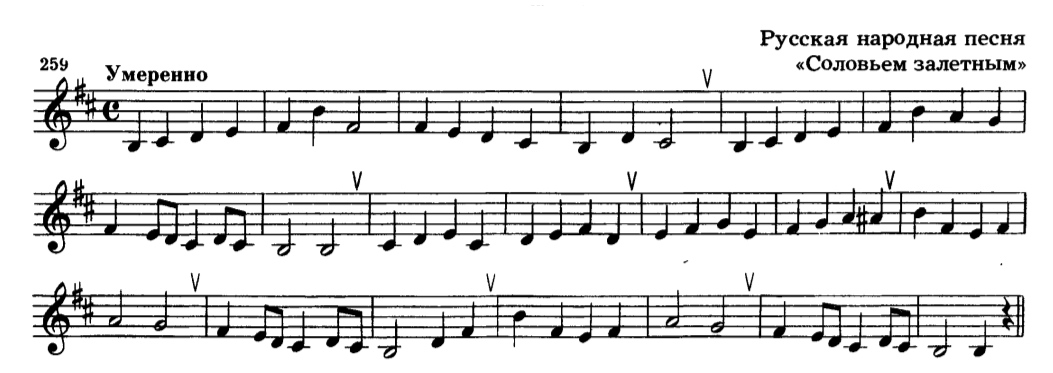 Русская народная песня
259
Умеренно
«Соловьем залетным»